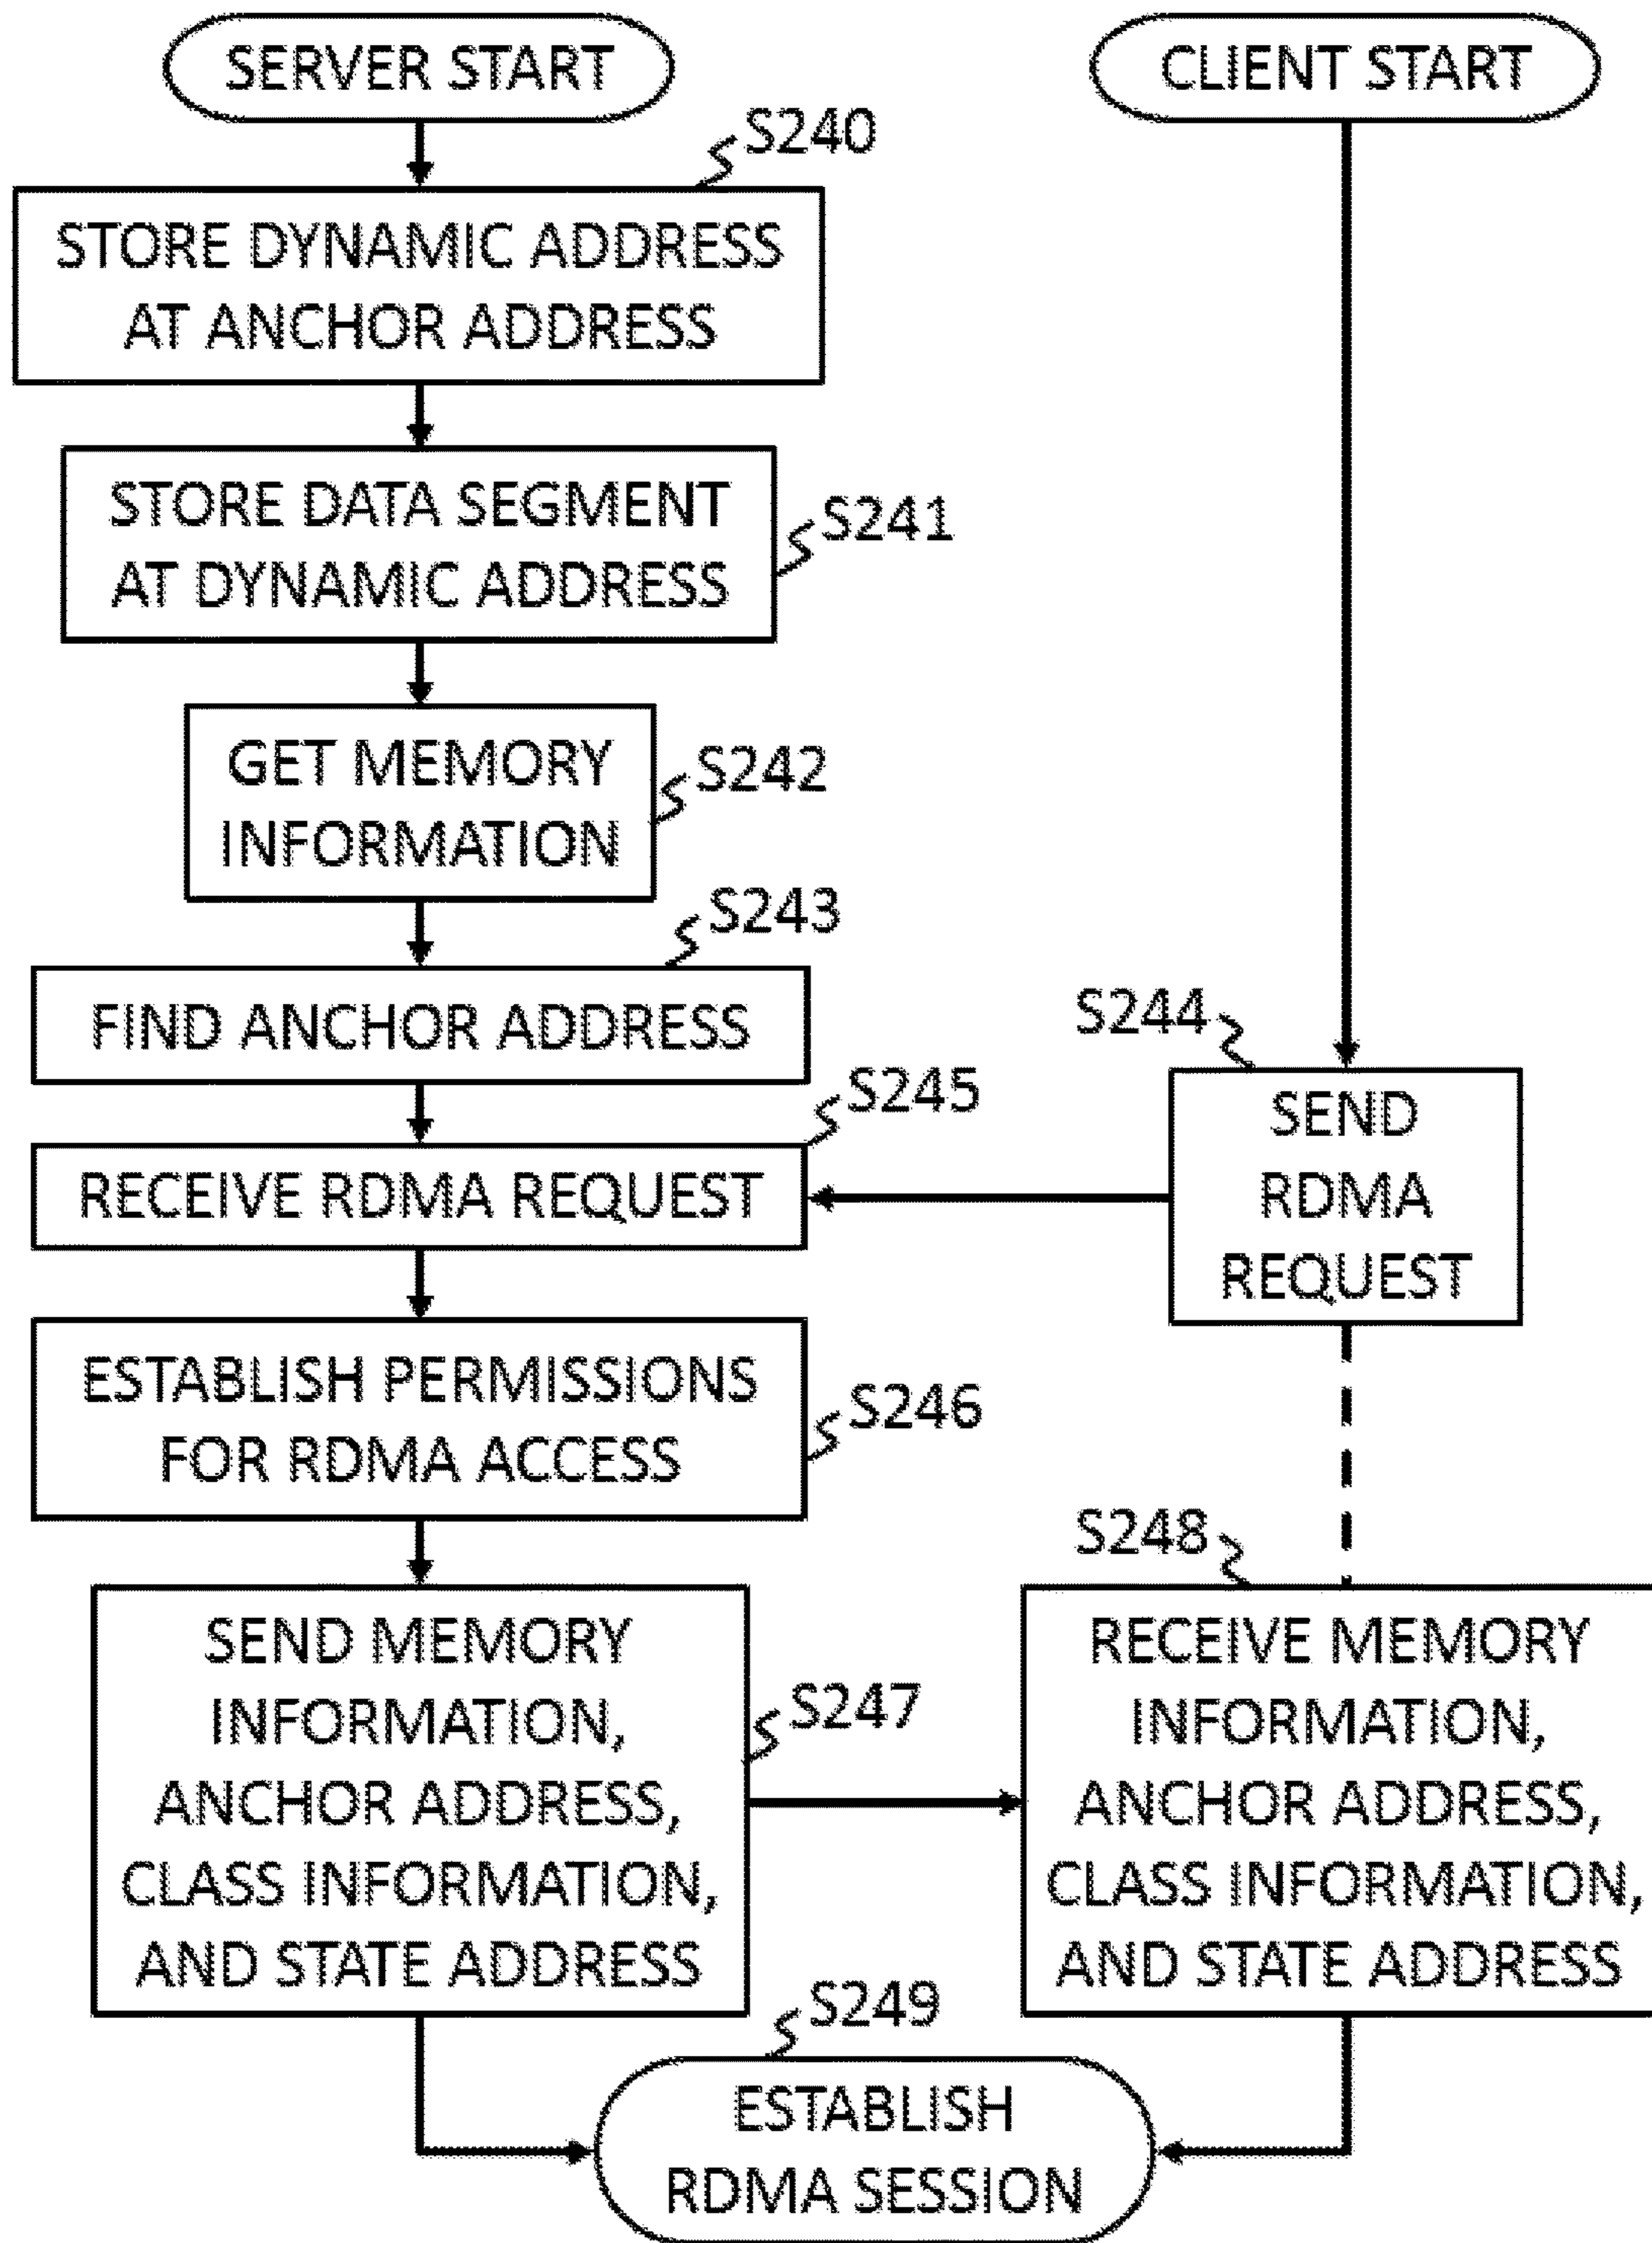 SERVER START
CLIENT START
S240
STORE DYNAMIC ADDRESS
AT ANCHOR ADDRESS
STORE DATA SEGMENT
AT DYNAMIC ADDRESS
S241
GET MEMORY
INFORMATION
S242
S243
FIND ANCHOR ADDRESS
S244
SEND
RDMA
REQUEST
S245
RECEIVE RDMA REQUEST
ESTABLISH PERMISSIONS
FOR RDMA ACCESS
S246
SEND MEMORY
INFORMATION,
ANCHOR ADDRESS,
CLASS INFORMATION,
AND STATE ADDRESS
S247
S248
RECEIVE MEMORY
INFORMATION,
ANCHOR ADDRESS,
CLASS INFORMATION,
AND STATE ADDRESS
S249
ESTABLISH
RDMA SESSION